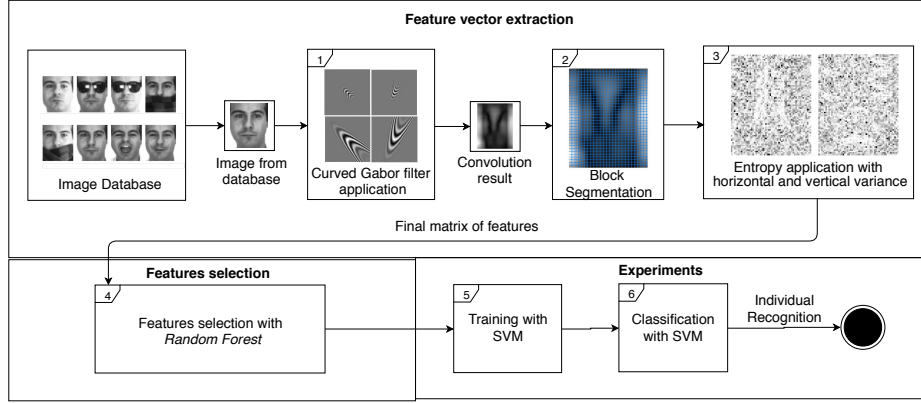 Feature vector extraction
1
2
3
Image Database
Image from
database
Curved Gabor filter
application
Convolution
result
Block
Segmentation
Entropy application with
horizontal and vertical variance
Final matrix of features
Features selection
4
Features selection with
Random Forest
Experiments
5
Training with
SVM
6
Classification
with SVM
Individual
Recognition